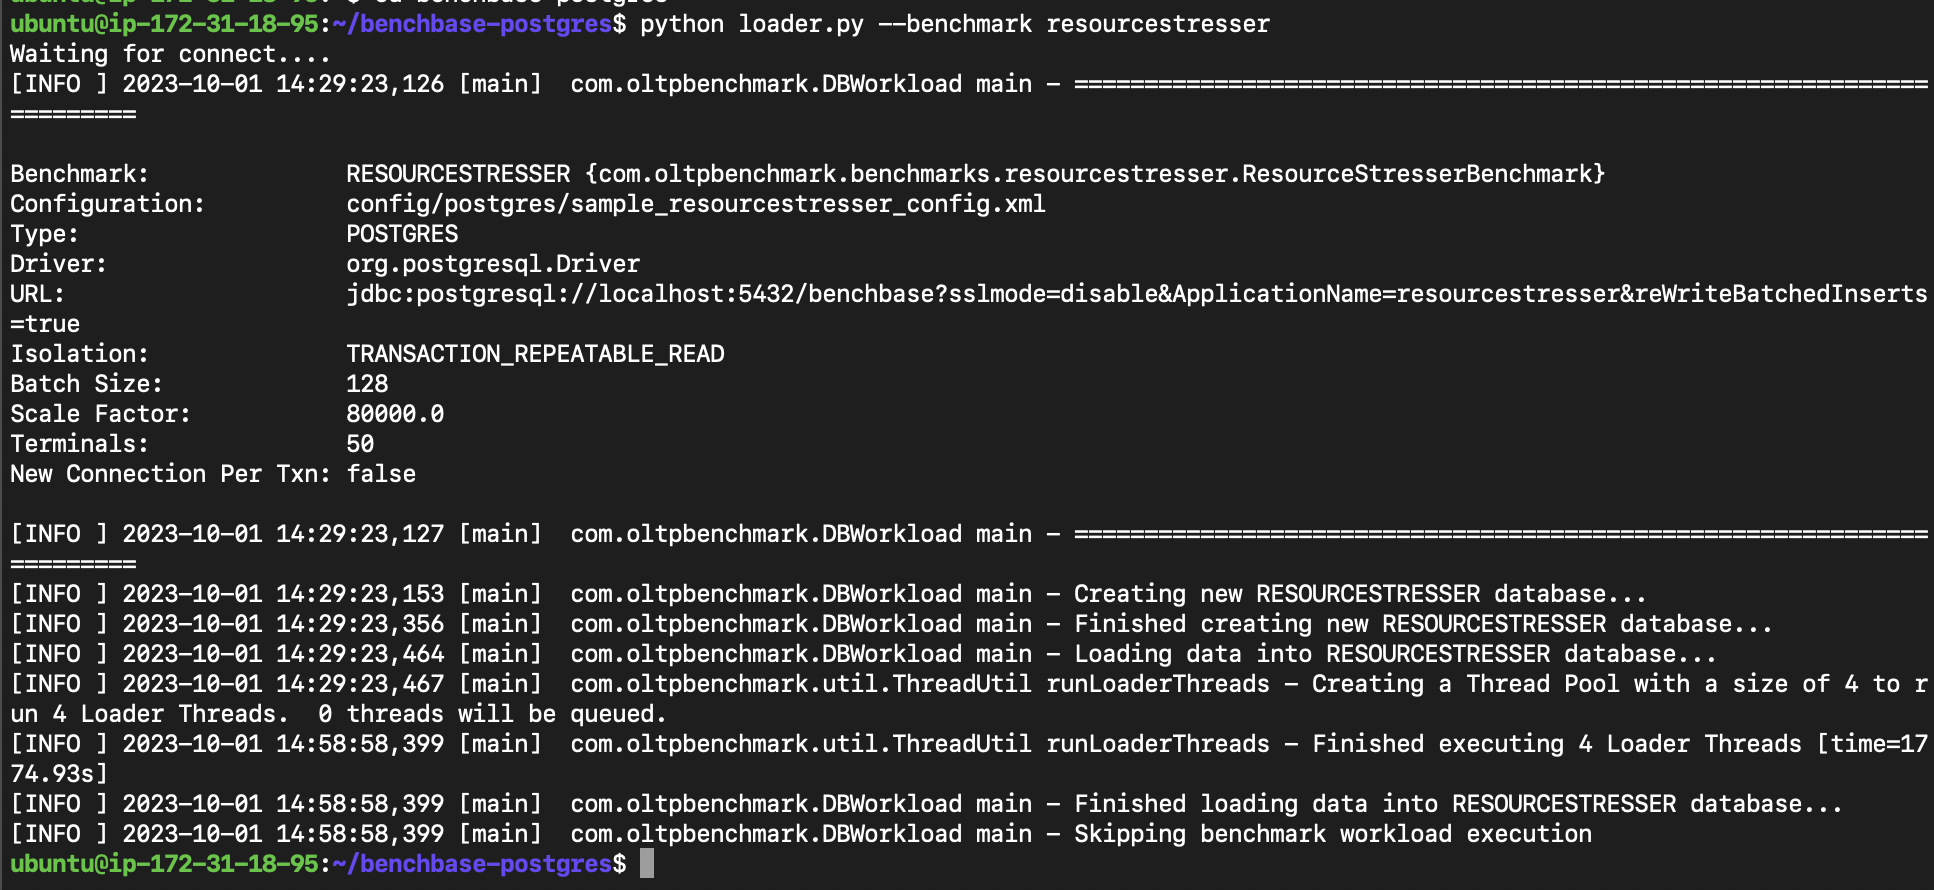 ubuntu@ip-172-31-18-95:~/benchbase-postgres$ python loader.py --benchmark resourcestresser
Waiting for connect....
[INFO ] 2023-10-01 14:29:23,126 [main]  com.oltpbenchmark.DBWorkload main - =============================================================
=========
Benchmark:              RESOURCESTRESSER {com.oltpbenchmark.benchmarks.resourcestresser.ResourceStresserBenchmark}
Configuration:          config/postgres/sample_resourcestresser_config.xml
Type:                   POSTGRES
Driver:                 org.postgresql.Driver
URL:                    jdbc:postgresql://localhost:5432/benchbase?sslmode=disable&ApplicationName=resourcestresser&reWriteBatchedInserts
=true
Isolation:              TRANSACTION_REPEATABLE_READ
Batch Size:             128
Scale Factor:           80000.0
Terminals:              50
New Connection Per Txn: false
[INFO ] 2023-10-01 14:29:23,127 [main]  com.oltpbenchmark.DBWorkload main - =============================================================
=========
[INFO ] 2023-10-01 14:29:23,153 [main]  com.oltpbenchmark.DBWorkload main - Creating new RESOURCESTRESSER database...
[INFO ] 2023-10-01 14:29:23,356 [main]  com.oltpbenchmark.DBWorkload main - Finished creating new RESOURCESTRESSER database...
[INFO ] 2023-10-01 14:29:23,464 [main]  com.oltpbenchmark.DBWorkload main - Loading data into RESOURCESTRESSER database...
[INFO ] 2023-10-01 14:29:23,467 [main]  com.oltpbenchmark.util.ThreadUtil runLoaderThreads - Creating a Thread Pool with a size of 4 to r
un 4 Loader Threads.  0 threads will be queued.
[INFO ] 2023-10-01 14:58:58,399 [main]  com.oltpbenchmark.util.ThreadUtil runLoaderThreads - Finished executing 4 Loader Threads [time=17
74.93s]
[INFO ] 2023-10-01 14:58:58,399 [main]  com.oltpbenchmark.DBWorkload main - Finished loading data into RESOURCESTRESSER database...
[INFO ] 2023-10-01 14:58:58,399 [main]  com.oltpbenchmark.DBWorkload main - Skipping benchmark workload execution
ubuntu@ip-172-31-18-95:~/benchbase-postgres$